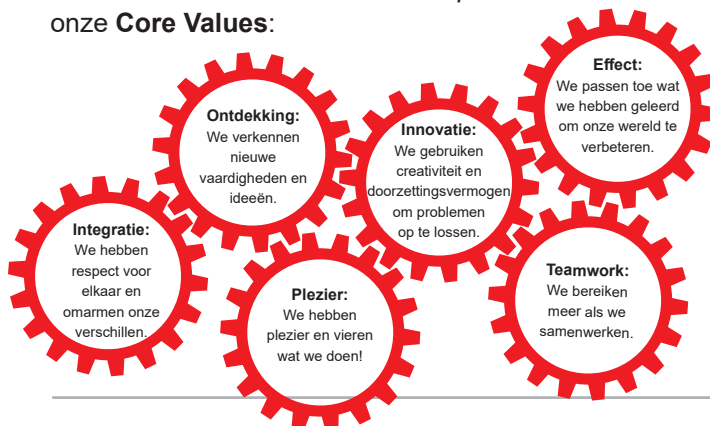 onze Core Values:
Effect:
We passen toe wat
we hebben geleerd
om onze wereld te
verbeteren.
Ontdekking:
We verkennen
nieuwe
vaardigheden en
ideeën.
Innovatie:
We gebruiken
creativiteit en
doorzettingsvermogen
om problemen
op te lossen.
Integratie:
We hebben
respect voor
elkaar en
omarmen onze
verschillen.
Plezier:
We hebben
plezier en vieren
wat we doen!
Teamwork:
We bereiken
meer als we
samenwerken.